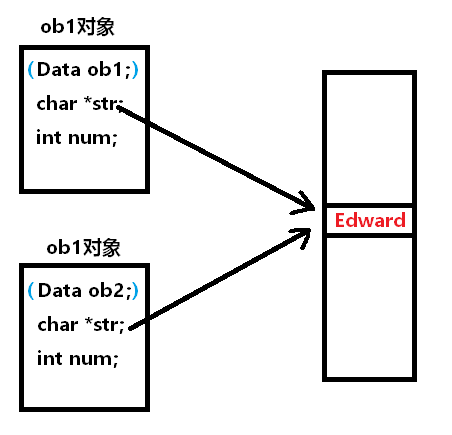 ob1对象
(Data ob1;)
char *str;
int num;
Edward
ob1对象
(Data ob2;)
char *str;
int num;